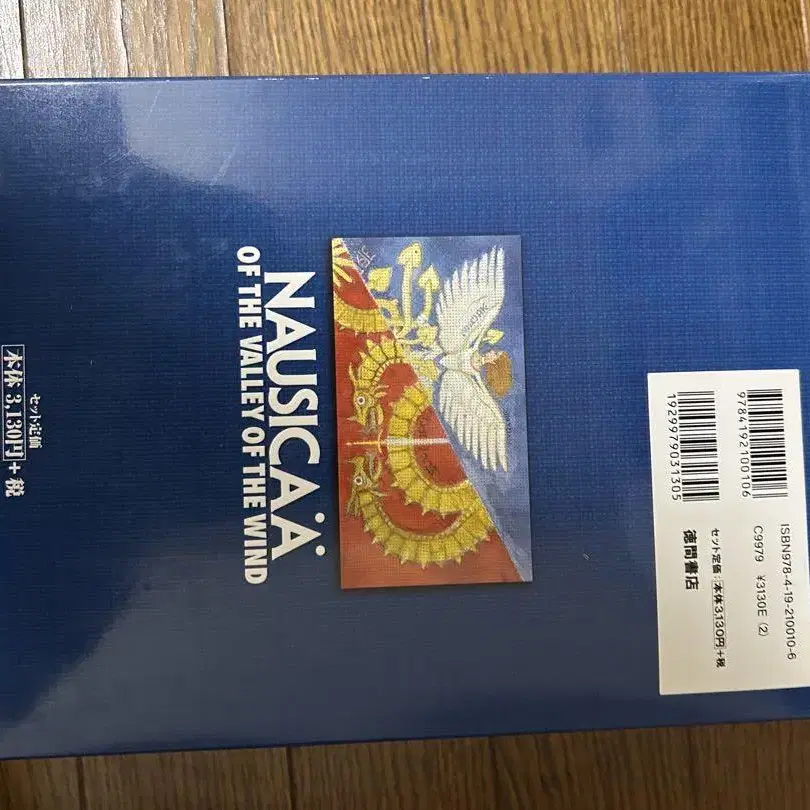 NAUSICAÄ
OF THE VALLEY OF THE WIND
9784192100106
1929979031305
ISBN978-4-19-210010-6
C9979 ¥3130E (2)
セット定価：本体3,130円+税
徳間書店
セット定価
本体 3,130円+税